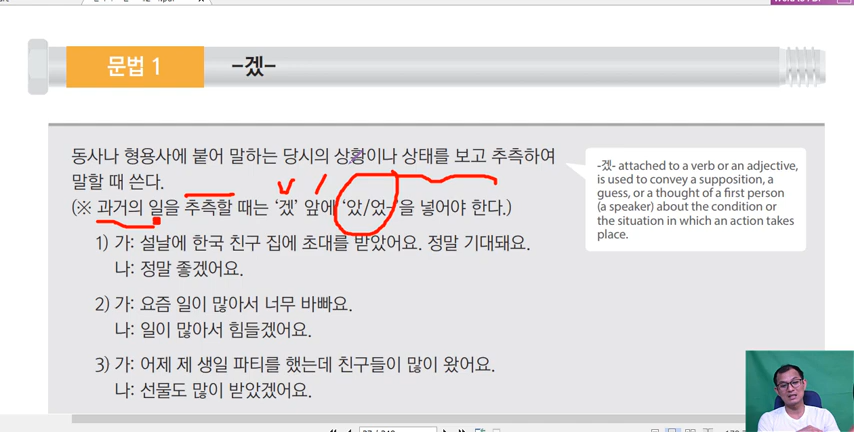 문법 1
-겠-
동사나 형용사에 붙어 말하는 당시의 상황이나 상태를 보고 추측하여
말할 때 쓴다.
(※ 과거의 일을 추측할 때는 ‘겠’ 앞에 ‘았/었-’을 넣어야 한다.)
1) 가: 설날에 한국 친구 집에 초대를 받았어요. 정말 기대돼요.
나: 정말 좋겠어요.
2) 가: 요즘 일이 많아서 너무 바빠요.
나: 일이 많아서 힘들겠어요.
3) 가: 어제 제 생일 파티를 했는데 친구들이 많이 왔어요.
나: 선물도 많이 받았겠어요.
-겠- attached to a verb or an adjective,
is used to convey a supposition, a
guess, or a thought of a first person
(a speaker) about the condition or
the situation in which an action takes
place.